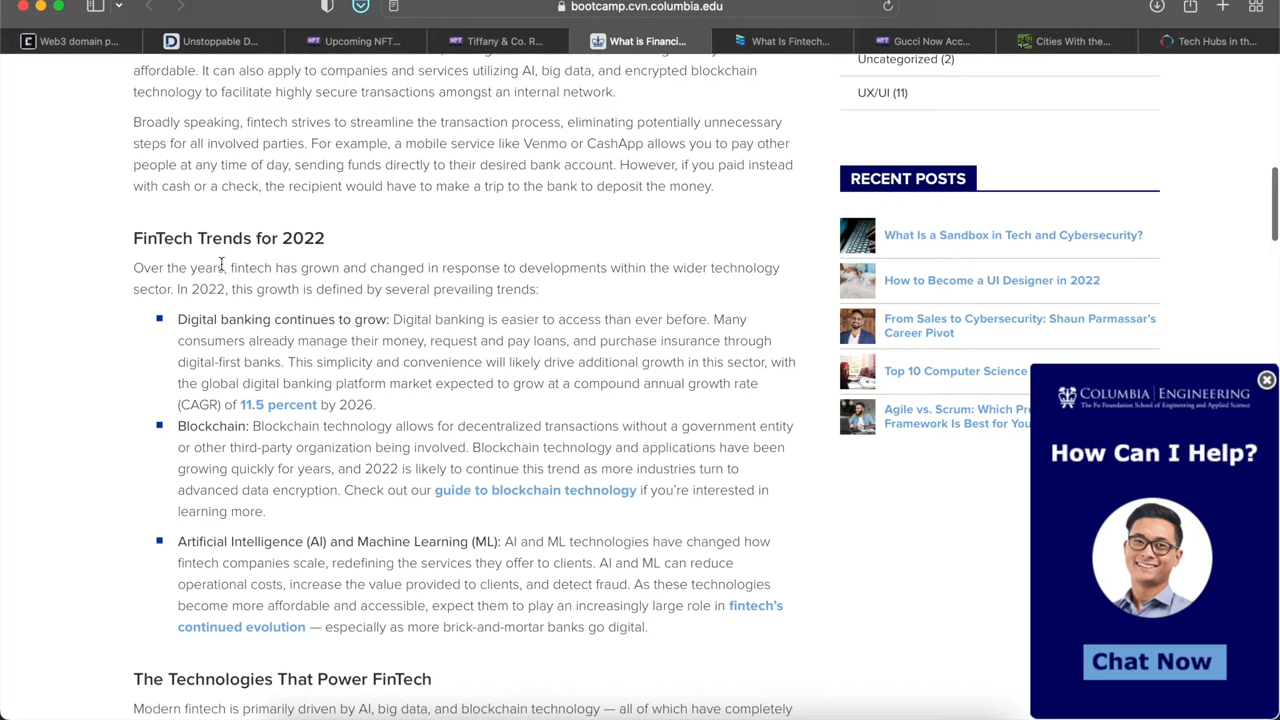 bootcamp.cvn.columbia.edu
Web3 domain p...
Unstoppable D...
Upcoming NFT...
Tiffany & Co. R...
What is Financi...
What Is Fintech...
Gucci Now Acc...
Cities With the...
Tech Hubs in th...
affordable. It can also apply to companies and services utilizing AI, big data, and encrypted blockchain
technology to facilitate highly secure transactions amongst an internal network.
Broadly speaking, fintech strives to streamline the transaction process, eliminating potentially unnecessary
steps for all involved parties. For example, a mobile service like Venmo or CashApp allows you to pay other
people at any time of day, sending funds directly to their desired bank account. However, if you paid instead
with cash or a check, the recipient would have to make a trip to the bank to deposit the money.
FinTech Trends for 2022
Over the years, fintech has grown and changed in response to developments within the wider technology
sector. In 2022, this growth is defined by several prevailing trends:
Digital banking continues to grow: Digital banking is easier to access than ever before. Many
consumers already manage their money, request and pay loans, and purchase insurance through
digital-first banks. This simplicity and convenience will likely drive additional growth in this sector, with
the global digital banking platform market expected to grow at a compound annual growth rate
(CAGR) of 11.5 percent by 2026.
Blockchain: Blockchain technology allows for decentralized transactions without a government entity
or other third-party organization being involved. Blockchain technology and applications have been
growing quickly for years, and 2022 is likely to continue this trend as more industries turn to
advanced data encryption. Check out our guide to blockchain technology if you're interested in
learning more.
Artificial Intelligence (AI) and Machine Learning (ML): AI and ML technologies have changed how
fintech companies scale, redefining the services they offer to clients. AI and ML can reduce
operational costs, increase the value provided to clients, and detect fraud. As these technologies
become more affordable and accessible, expect them to play an increasingly large role in fintech's
continued evolution — especially as more brick-and-mortar banks go digital.
The Technologies That Power FinTech
Modern fintech is primarily driven by AI, big data, and blockchain technology — all of which have completely
Uncategorized (2)
UX/UI (11)
RECENT POSTS
What Is a Sandbox in Tech and Cybersecurity?
How to Become a UI Designer in 2022
From Sales to Cybersecurity: Shaun Parmassar's
Career Pivot
Top 10 Computer Science
Agile vs. Scrum: Which Pr
Framework Is Best for You
COLUMBIA | ENGINEERING
The Fu Foundation School of Engineering and Applied Science
How Can I Help?
Chat Now